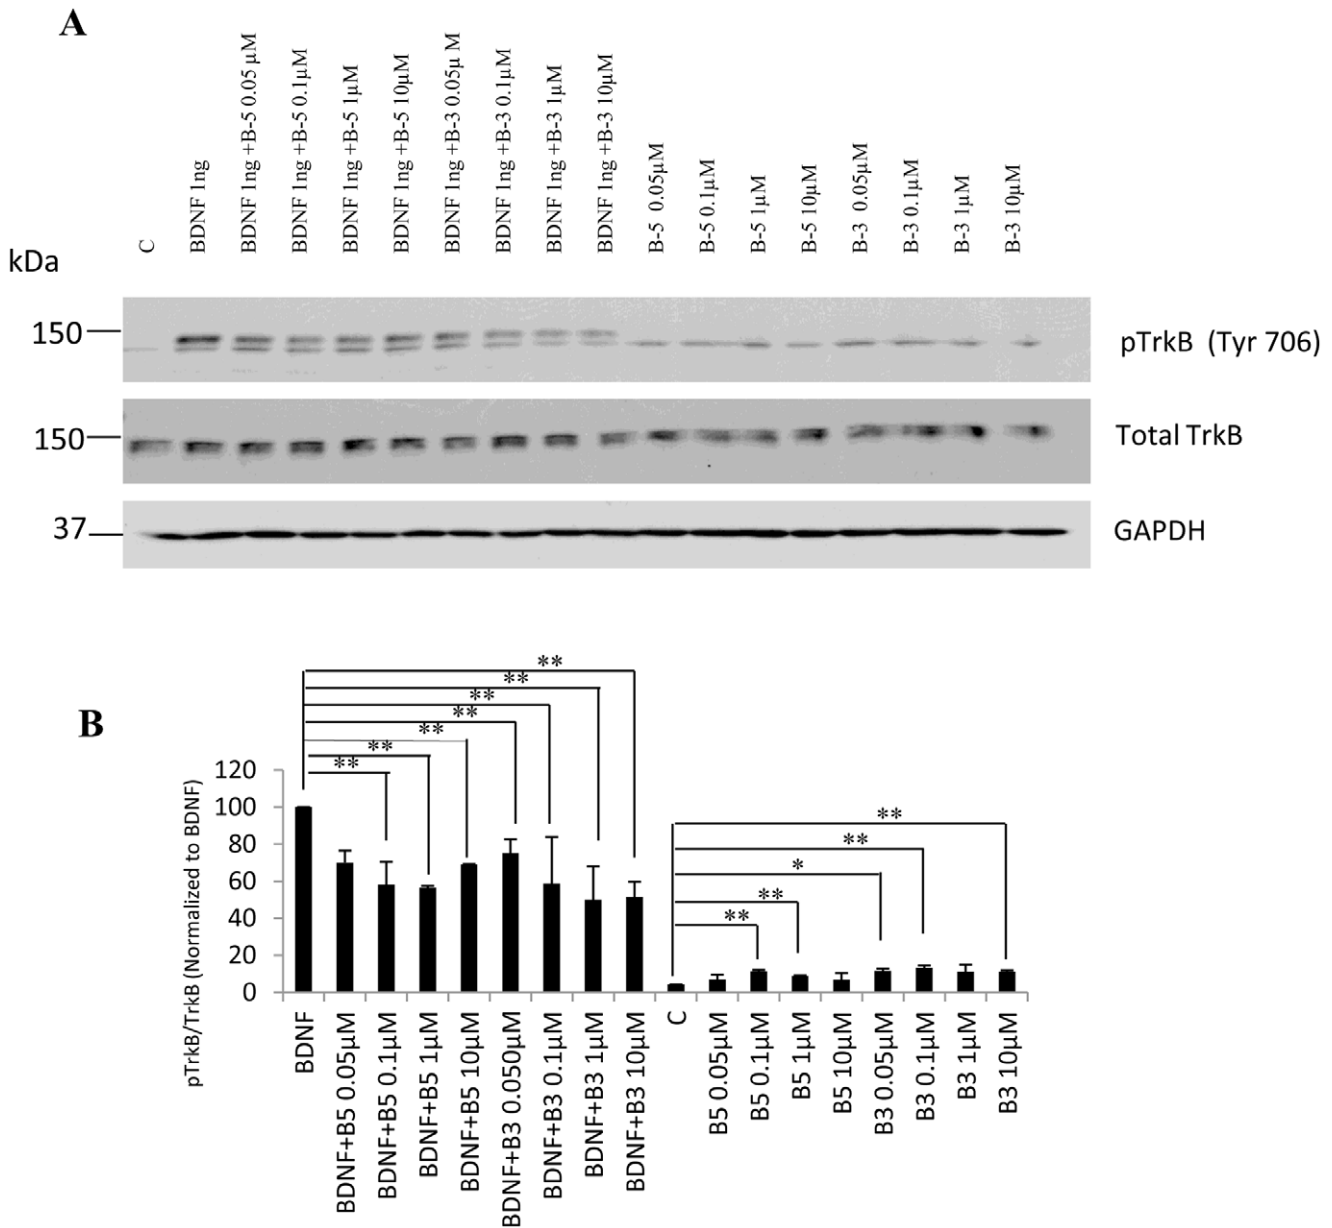 A
C
BDNF 1ng
BDNF 1ng +B-5 0.05 µM
BDNF 1ng +B-5 0.1µM
BDNF 1ng +B-5 1µM
BDNF 1ng +B-5 10µM
BDNF 1ng +B-3 0.05µ M
BDNF 1ng +B-3 0.1µM
BDNF 1ng +B-3 1µM
BDNF 1ng +B-3 10µM
B-5 0.05µM
B-5 0.1µM
B-5 1µM
B-5 10µM
B-3 0.05µM
B-3 0.1µM
B-3 1µM
B-3 10µM
kDa
150
pTrkB (Tyr 706)
150
Total TrkB
37
GAPDH
B
**
**
**
**
**
**
**
**
**
*
**
**
pTrkB/TrkB (Normalized to BDNF)
120
100
80
60
40
20
0
BDNF
BDNF+B5 0.05µM
BDNF+B5 0.1µM
BDNF+B5 1µM
BDNF+B5 10µM
BDNF+B3 0.050µM
BDNF+B3 0.1µM
BDNF+B3 1µM
BDNF+B3 10µM
C
B5 0.05µM
B5 0.1µM
B5 1µM
B5 10µM
B3 0.05µM
B3 0.1µM
B3 1µM
B3 10µM